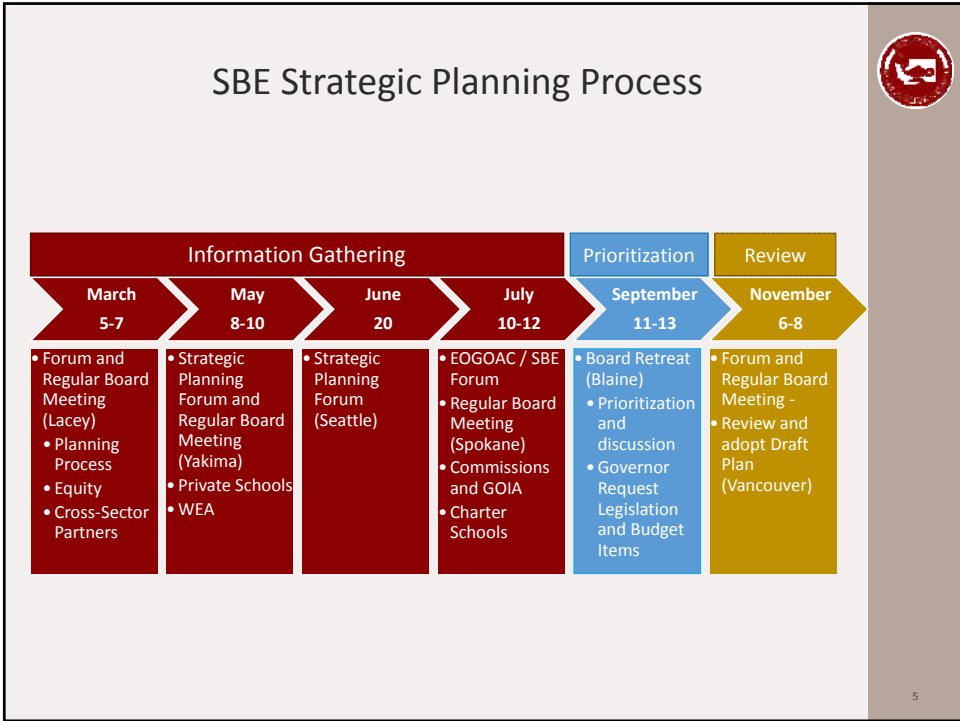 SBE Strategic Planning Process
Information Gathering
Prioritization
Review
March
5-7
May
8-10
June
20
July
10-12
September
11-13
November
6-8
• Forum and
Regular Board
Meeting
(Lacey)
• Planning
Process
• Equity
• Cross-Sector
Partners
• Strategic
Planning
Forum and
Regular Board
Meeting
(Yakima)
• Private Schools
• WEA
• Strategic
Planning
Forum
(Seattle)
• EOGOAC / SBE
Forum
• Regular Board
Meeting
(Spokane)
• Commissions
and GOIA
• Charter
Schools
• Board Retreat
(Blaine)
• Prioritization
and
discussion
• Governor
Request
Legislation
and Budget
Items
• Forum and
Regular Board
Meeting -
• Review and
adopt Draft
Plan
(Vancouver)
5